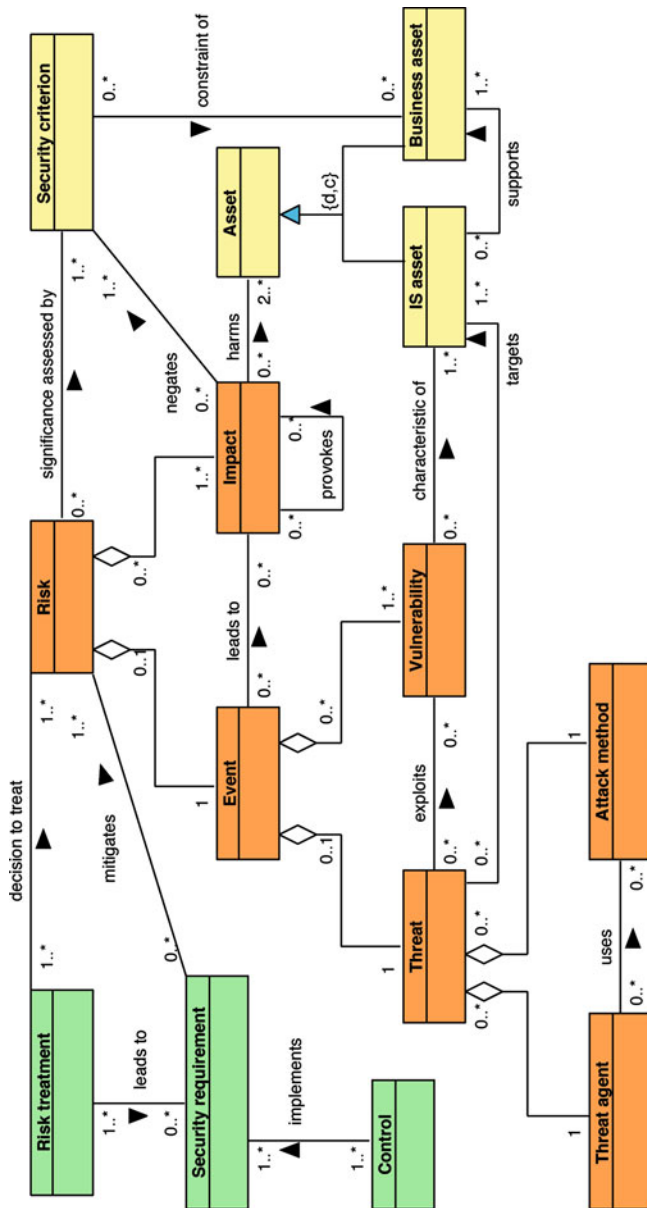 Risk treatment
decision to treat
1..*
1..*
Risk
significance assessed by
0..*
1..*
Security criterion
1..*
leads to
0..*
1..*
mitigates
0..*
0..1
0..*
negates
0..*
1..*
0..*
constraint of
0..*
Security requirement
1
Event
leads to
0..*
0..*
1..*
Impact
harms
0..*
2..*
Asset
provokes
0..*
0..*
1..*
implements
1..*
Control
0..1
0..*
{d,c}
1
Threat
exploits
0..*
0..*
1..*
Vulnerability
characteristic of
0..*
1..*
IS asset
Business asset
0..*
0..*
0..*
targets
1..*
0..*
supports
1..*
1
Threat agent
uses
0..*
0..*
1
Attack method